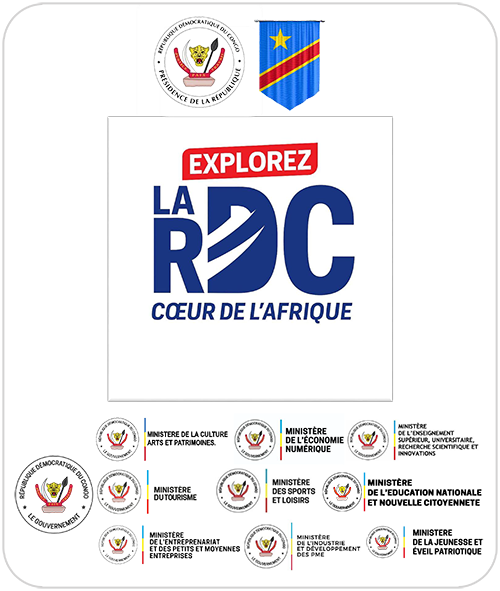 RÉPUBLIQUE DÉMOCRATIQUE DU CONGO
PRÉSIDENCE DE LA RÉPUBLIQUE
EXPLOREZ
LA
RDC
CŒUR DE L'AFRIQUE
RÉPUBLIQUE DÉMOCRATIQUE DU CONGO
LE GOUVERNEMENT
MINISTERE DE LA CULTURE
ARTS ET PATRIMOINES.
MINISTÈRE
DE L'ÉCONOMIE
NUMÉRIQUE
MINISTÈRE
DE L'ENSEIGNEMENT
SUPÉRIEUR, UNIVERSITAIRE,
RECHERCHE SCIENTIFIQUE ET
INNOVATIONS
MINISTÈRE
DU TOURISME
MINISTÈRE
DES SPORTS
ET LOISIRS
MINISTÈRE
DE L'EDUCATION NATIONALE
ET NOUVELLE CITOYENNETE
MINISTÈRE
DE L'ENTREPRENARIAT
ET DES PETITS ET MOYENNES
ENTREPRISES
MINISTÈRE
DE L'INDUSTRIE
ET DÉVELOPPEMENT
DES PME
MINISTERE
DE LA JEUNESSE ET
ÉVEIL PATRIOTIQUE